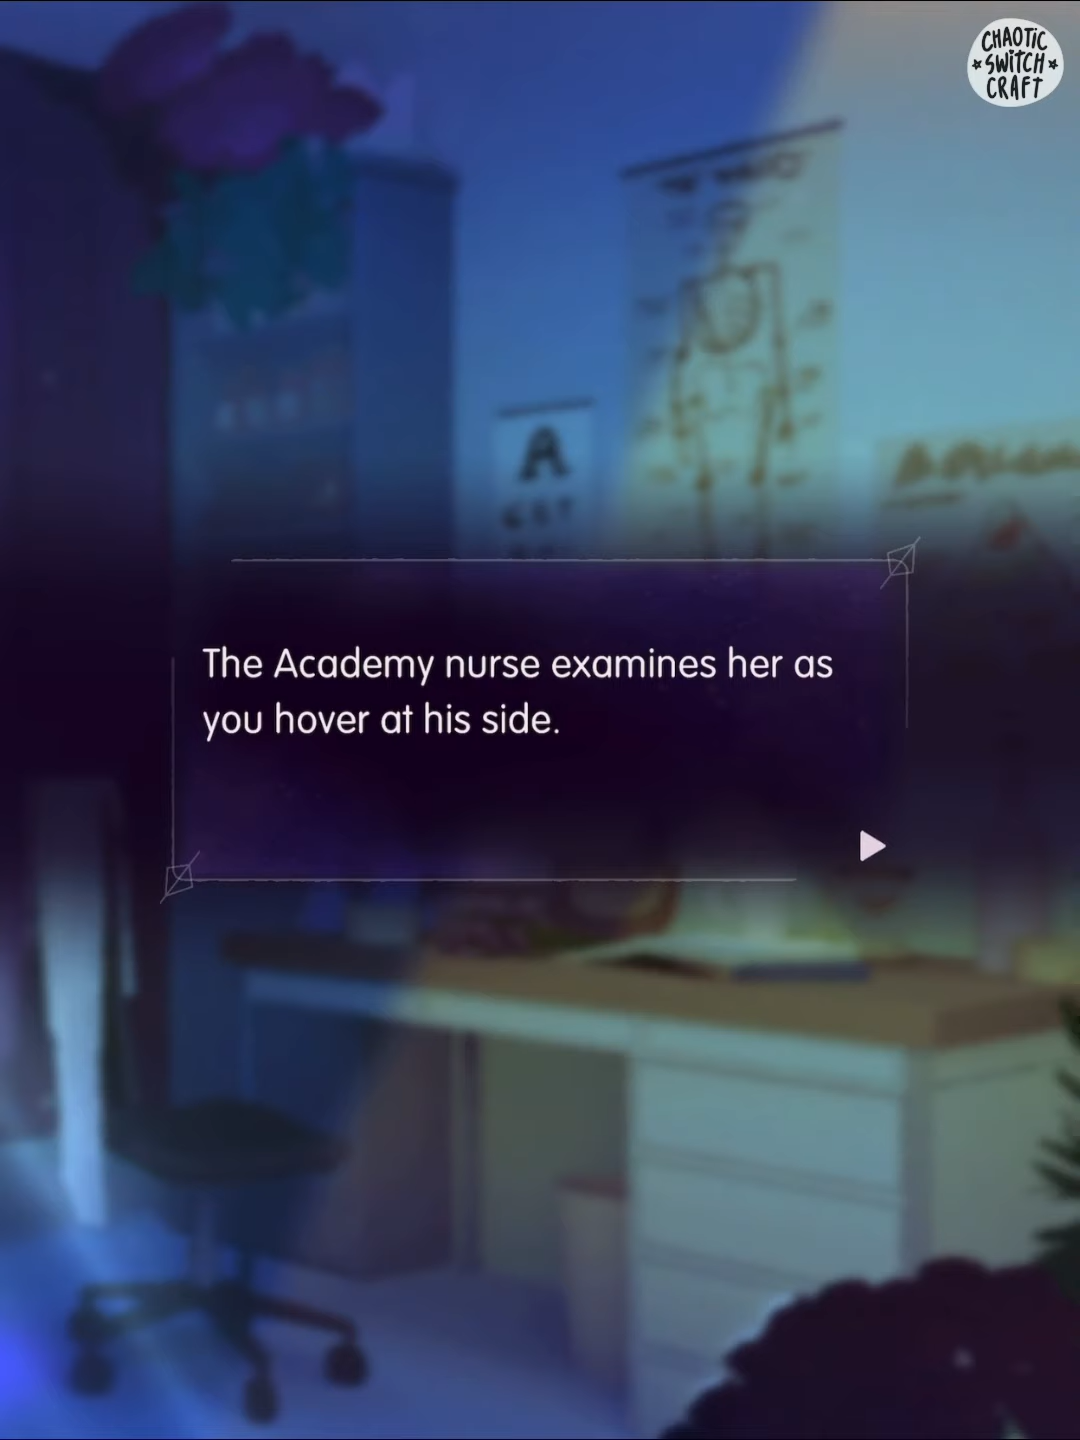 CHAOTIC
SWITCH
CRAFT
A
The Academy nurse examines her as
you hover at his side.